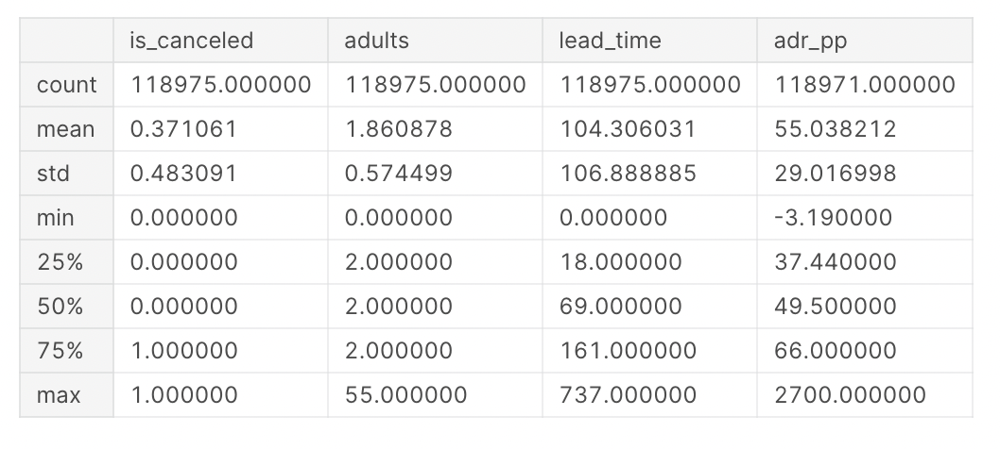 is_canceled adults lead_time adr_pp
count 118975.000000 118975.000000 118975.000000 118971.000000
mean 0.371061 1.860878 104.306031 55.038212
std 0.483091 0.574499 106.888885 29.016998
min 0.000000 0.000000 0.000000 -3.190000
25% 0.000000 2.000000 18.000000 37.440000
50% 0.000000 2.000000 69.000000 49.500000
75% 1.000000 2.000000 161.000000 66.000000
max 1.000000 55.000000 737.000000 2700.000000